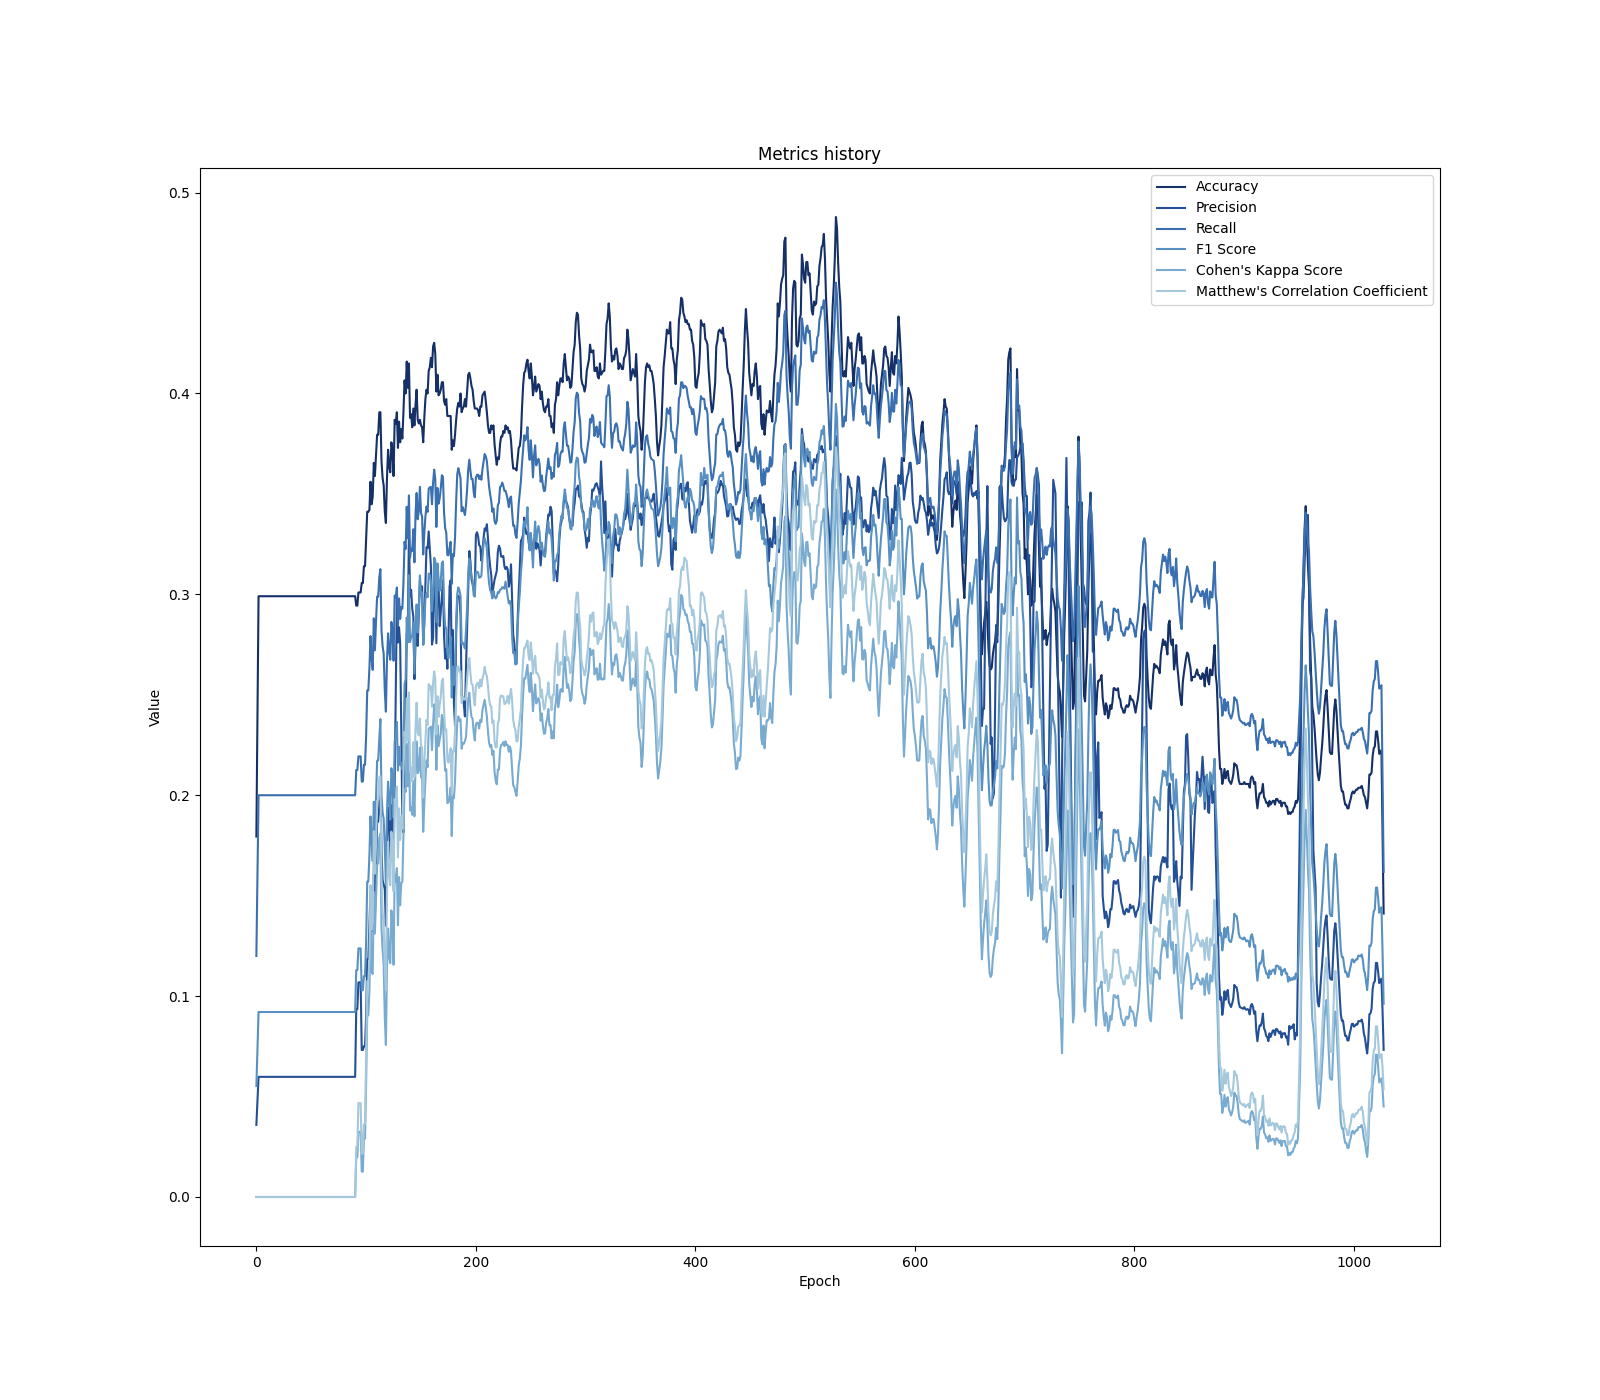 Metrics history
Accuracy
Precision
Recall
F1 Score
Cohen's Kappa Score
Matthew's Correlation Coefficient
0.5
0.4
0.3
0.2
0.1
0.0
Value
0 200 400 600 800 1000
Epoch